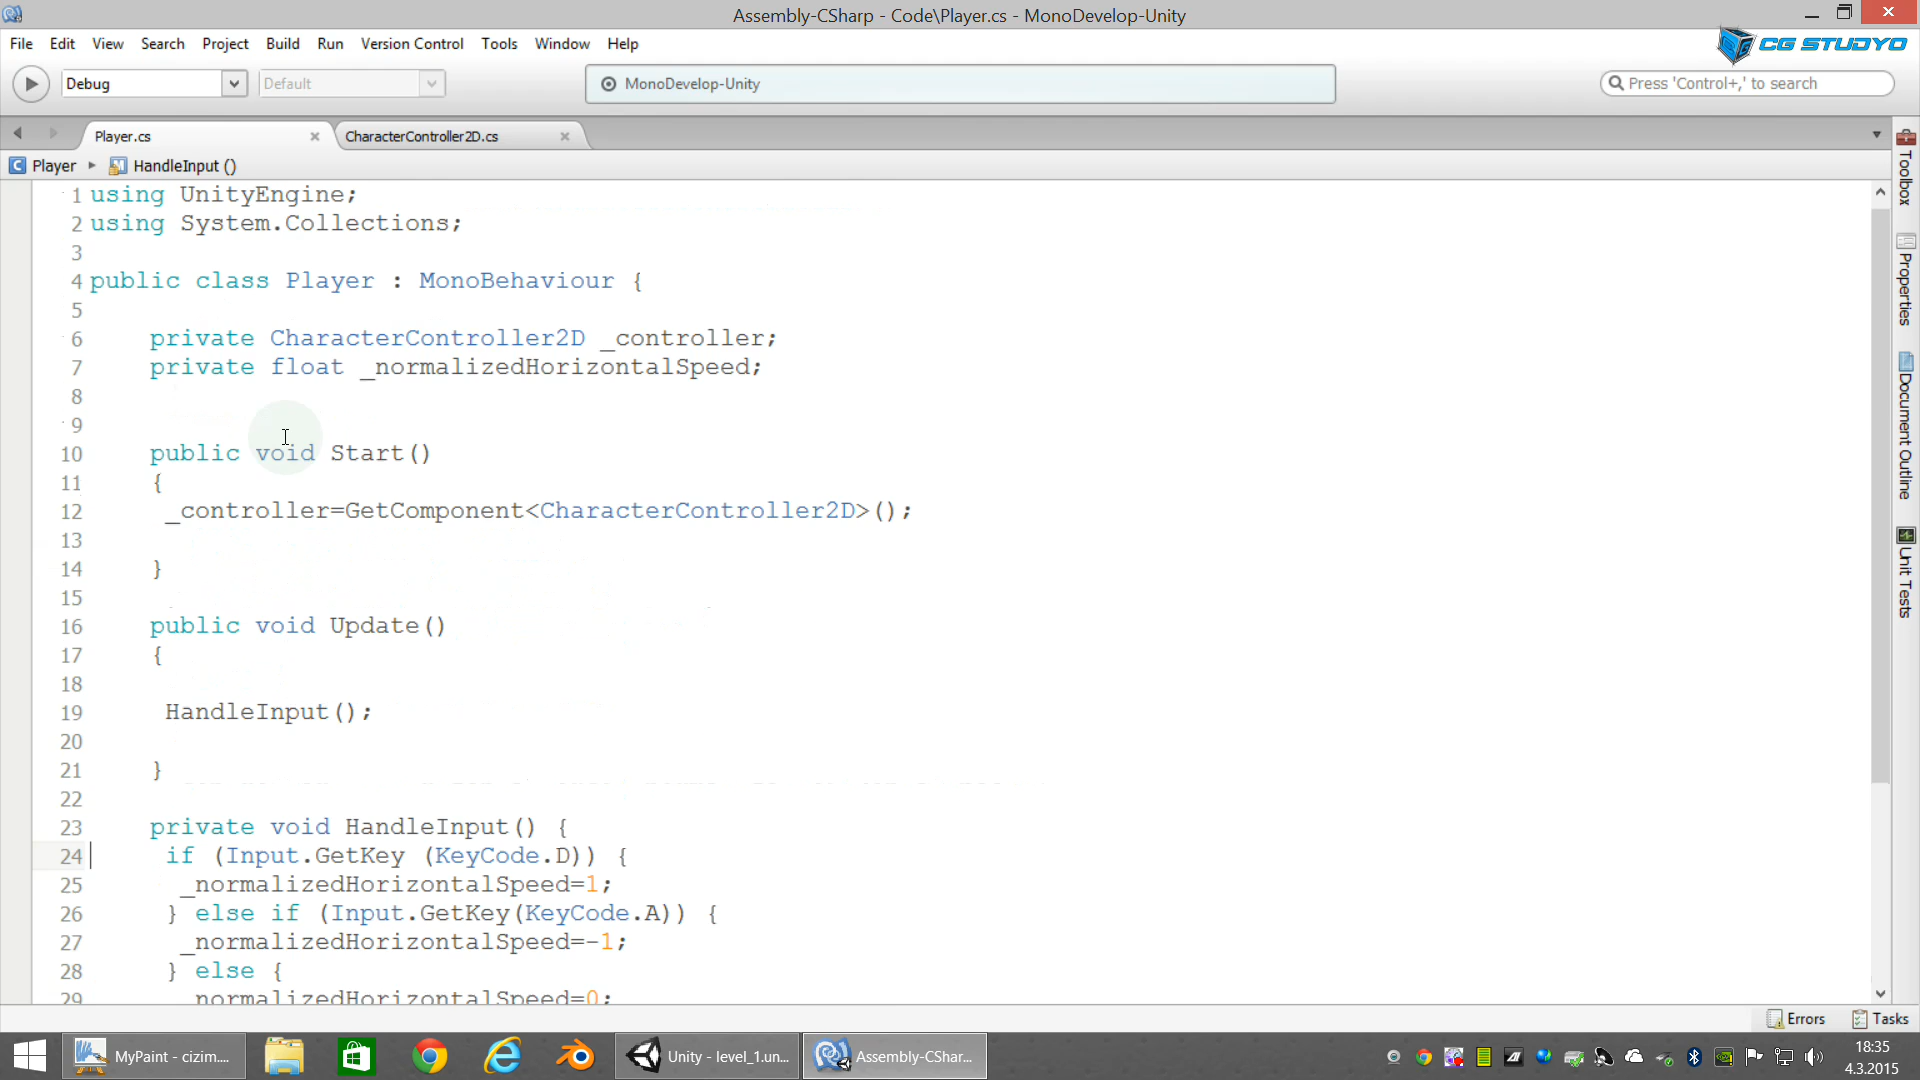 Assembly-CSharp - Code\Player.cs - MonoDevelop-Unity
File Edit View Search Project Build Run Version Control Tools Window Help
CG STUDYO
Debug Default MonoDevelop-Unity Press 'Control+,' to search
Player.cs CharacterController2D.cs
Player HandleInput ()
1 using UnityEngine;
2 using System.Collections;
3
4 public class Player : MonoBehaviour {
5
6 private CharacterController2D _controller;
7 private float _normalizedHorizontalSpeed;
8
9
10 public void Start()
11 {
12 _controller=GetComponent<CharacterController2D>();
13
14 }
15
16 public void Update()
17 {
18
19 HandleInput();
20
21 }
22
23 private void HandleInput() {
24 if (Input.GetKey (KeyCode.D)) {
25 _normalizedHorizontalSpeed=1;
26 } else if (Input.GetKey(KeyCode.A)) {
27 _normalizedHorizontalSpeed=-1;
28 } else {
29 _normalizedHorizontalSpeed=0;
Toolbox
Properties
Document Outline
Unit Tests
Errors Tasks
MyPaint - cizim.... Unity - level_1.un... Assembly-CShar...
18:35
4.3.2015